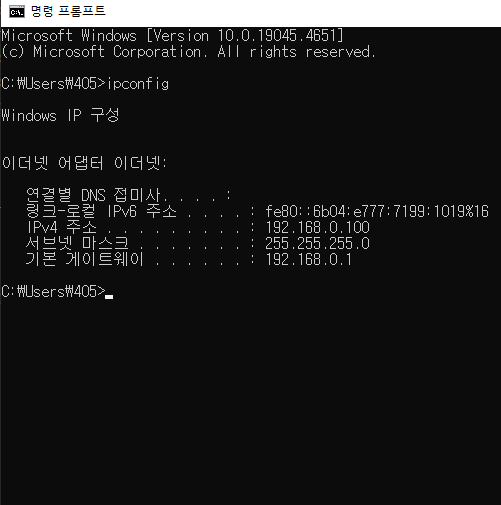 명령 프롬프트
Microsoft Windows [Version 10.0.19045.4651]
(c) Microsoft Corporation. All rights reserved.
C:₩Users₩405>ipconfig
Windows IP 구성
이더넷 어댑터 이더넷:
연결별 DNS 접미사. . . . :
링크-로컬 IPv6 주소 . . . . : fe80::6b04:e777:7199:1019%16
IPv4 주소 . . . . . . . . . : 192.168.0.100
서브넷 마스크 . . . . . . . : 255.255.255.0
기본 게이트웨이 . . . . . . : 192.168.0.1
C:₩Users₩405>